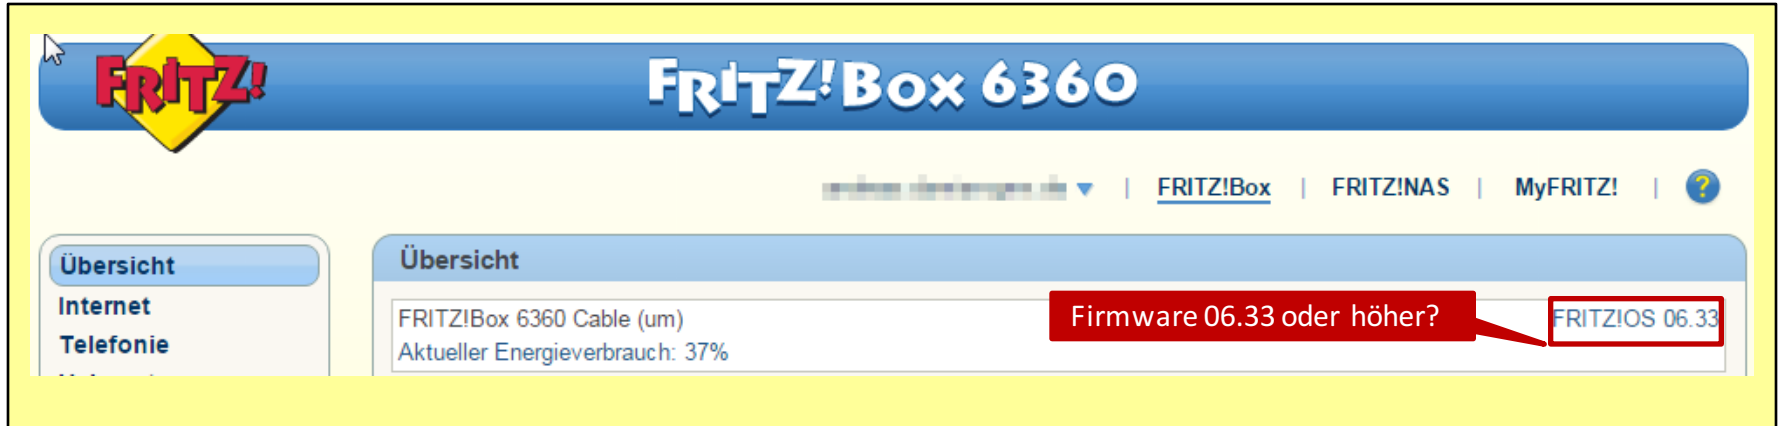 FRITZ!
FRITZ!Box 6360
| FRITZ!Box | FRITZ!NAS | MyFRITZ! | ?
Übersicht
Internet
Telefonie
Übersicht
FRITZ!Box 6360 Cable (um)
Firmware 06.33 oder höher?
FRITZ!OS 06.33
Aktueller Energieverbrauch: 37%